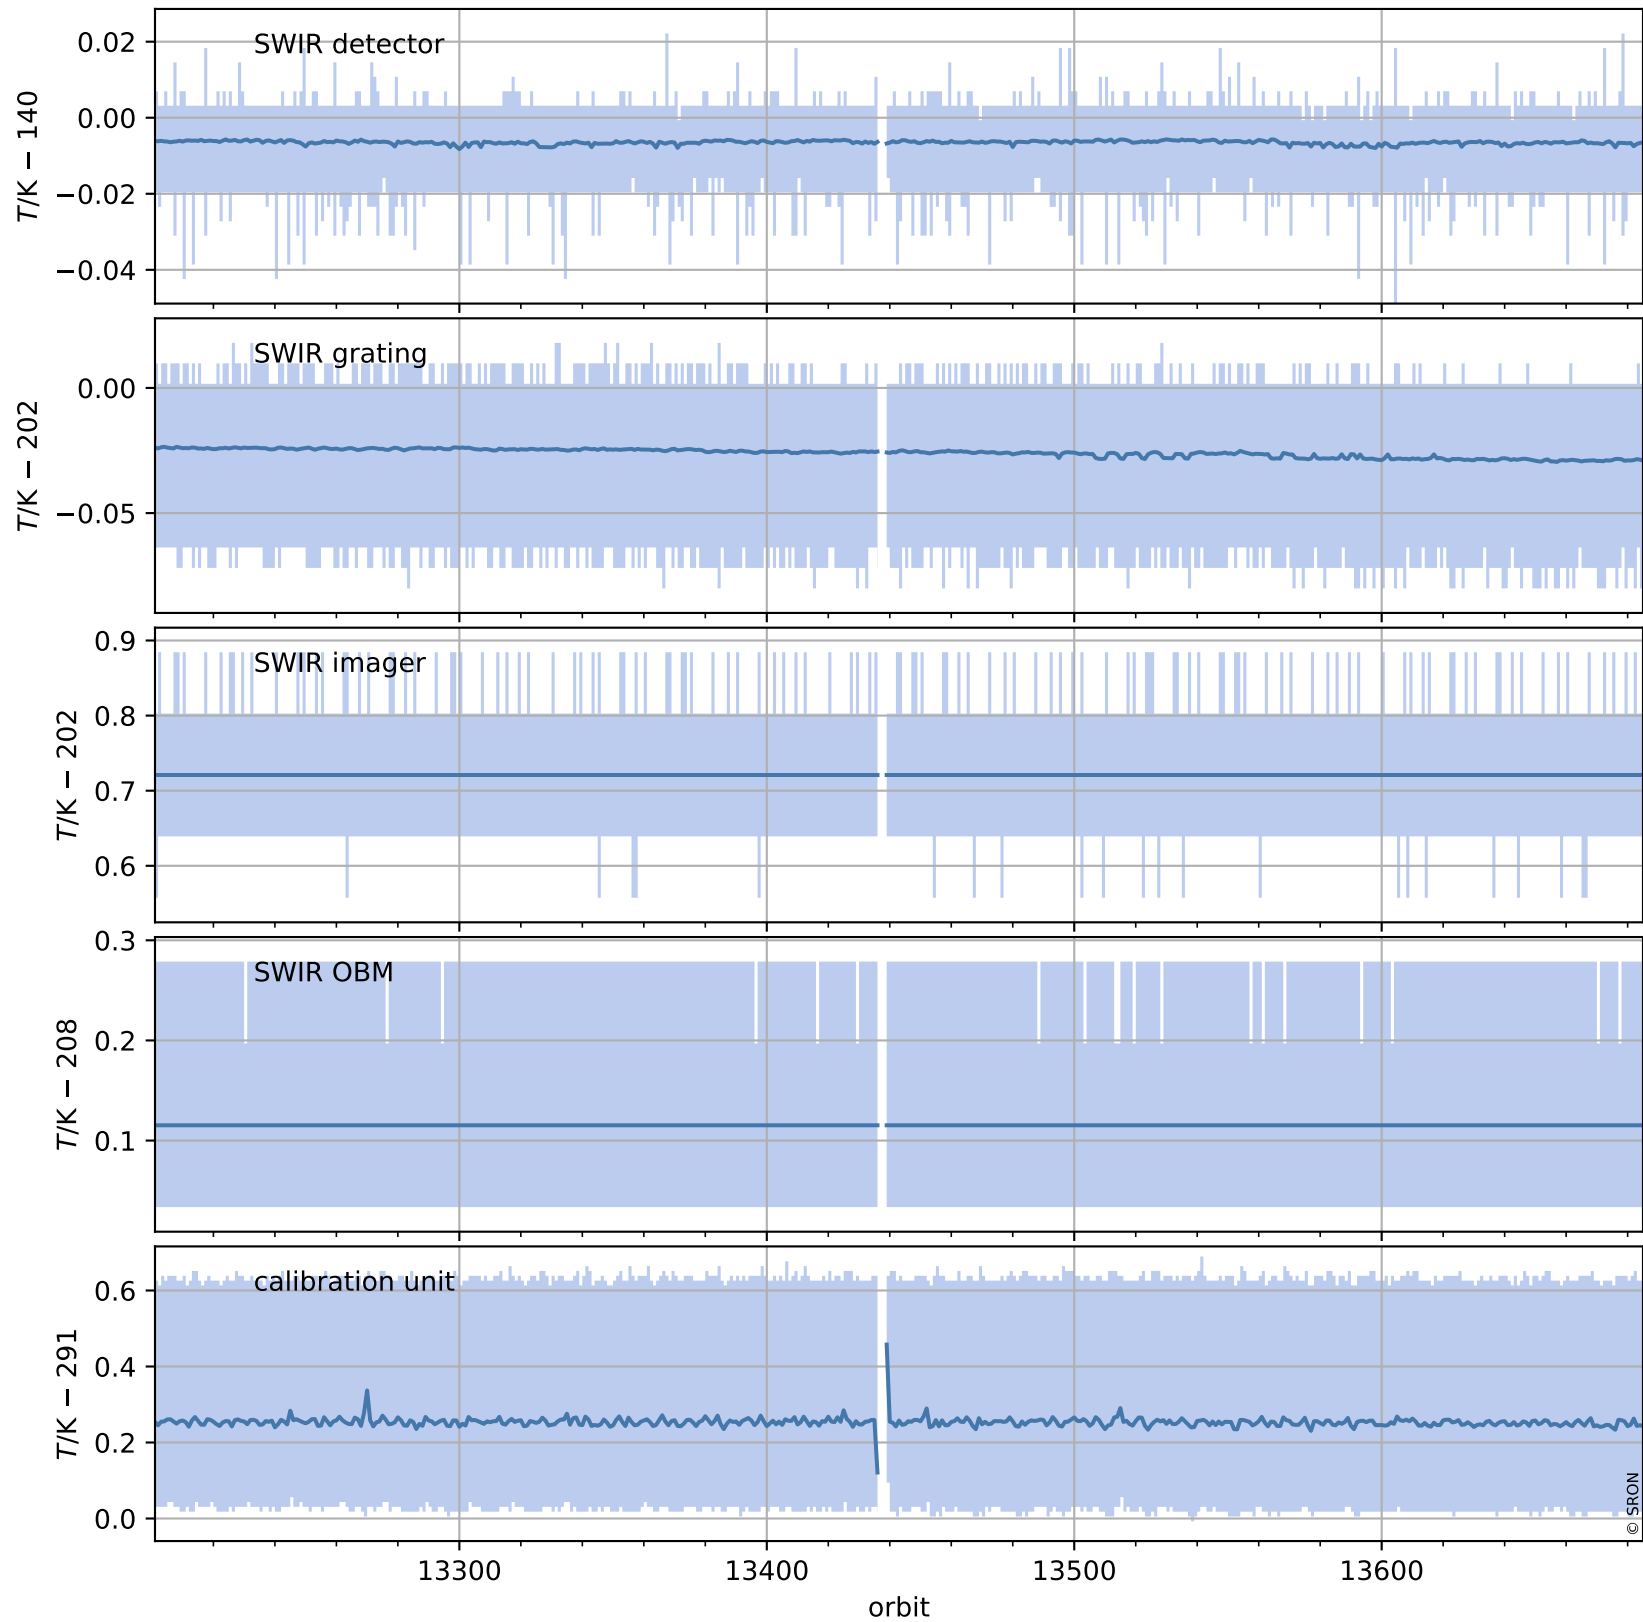 SWIR detector
0.02
0.00
−0.02
−0.04
T/K − 140
SWIR grating
0.00
−0.05
T/K − 202
SWIR imager
0.9
0.8
0.7
0.6
T/K − 202
SWIR OBM
0.3
0.2
0.1
T/K − 208
calibration unit
0.6
0.4
0.2
0.0
T/K − 291
© SRON
13300 13400 13500 13600
orbit